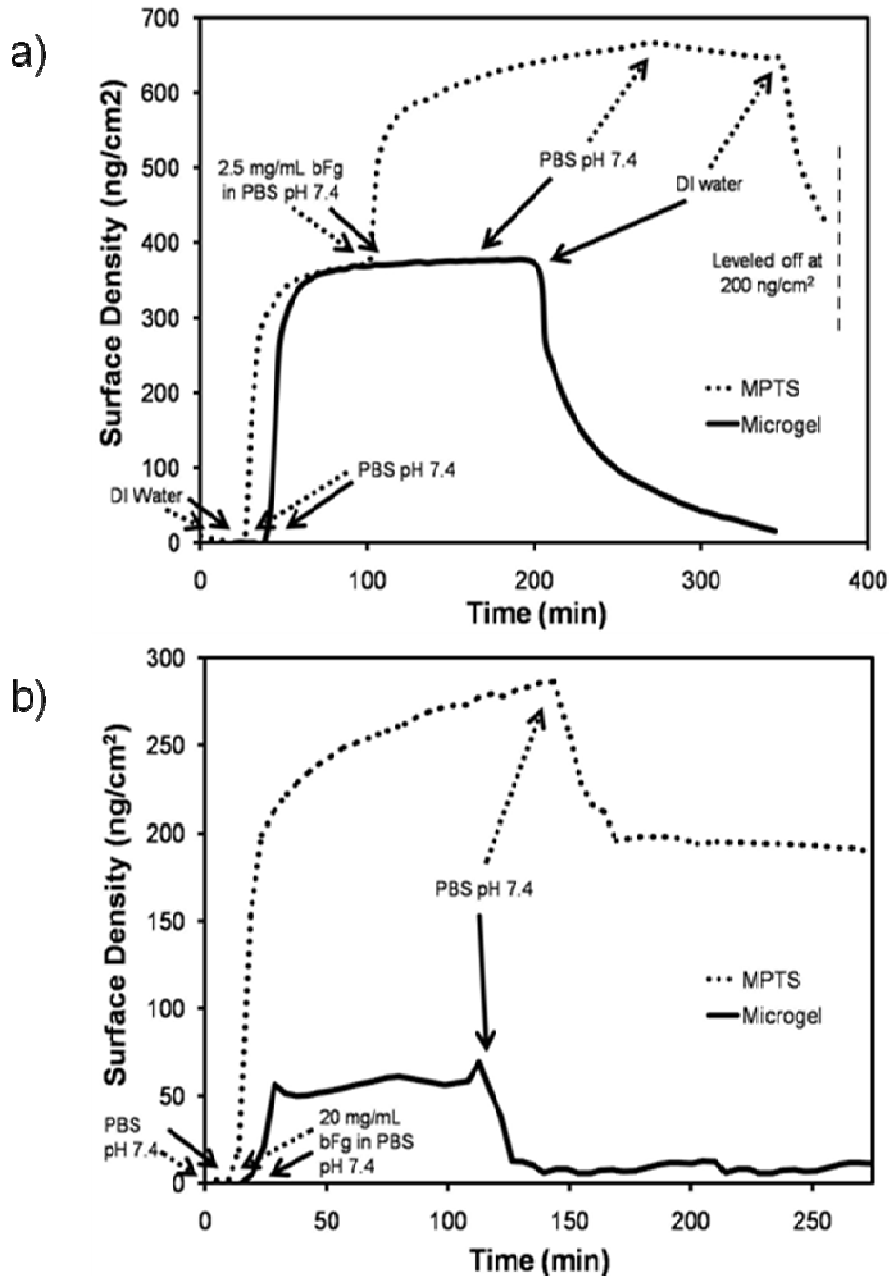 a)
Surface Density (ng/cm2)
700
600
500
400
300
200
100
0
2.5 mg/mL bFg
in PBS pH 7.4
PBS pH 7.4
DI water
Leveled off at
200 ng/cm²
MPTS
Microgel
DI Water
PBS pH 7.4
0
100
200
300
400
Time (min)
b)
Surface Density (ng/cm²)
300
250
200
150
100
50
0
PBS pH 7.4
MPTS
Microgel
PBS
pH 7.4
20 mg/mL
bFg in PBS
pH 7.4
0
50
100
150
200
250
Time (min)